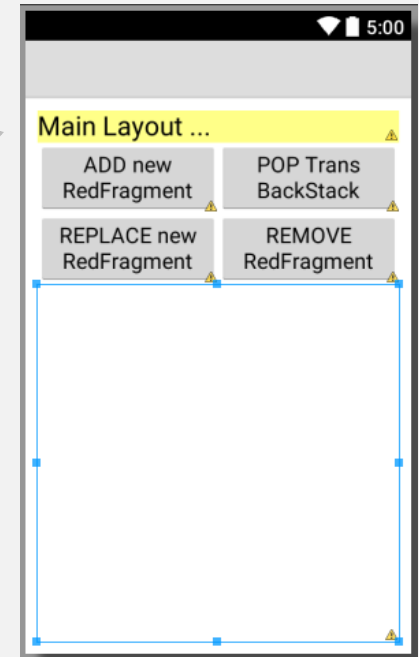 5:00
Main Layout ...
ADD new
RedFragment
POP Trans
BackStack
REPLACE new
RedFragment
REMOVE
RedFragment